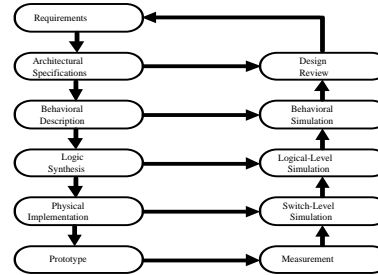 Requirements
Architectural
Specifications
Design
Review
Behavioral
Description
Behavioral
Simulation
Logic
Synthesis
Logical-Level
Simulation
Physical
Implementation
Switch-Level
Simulation
Prototype
Measurement